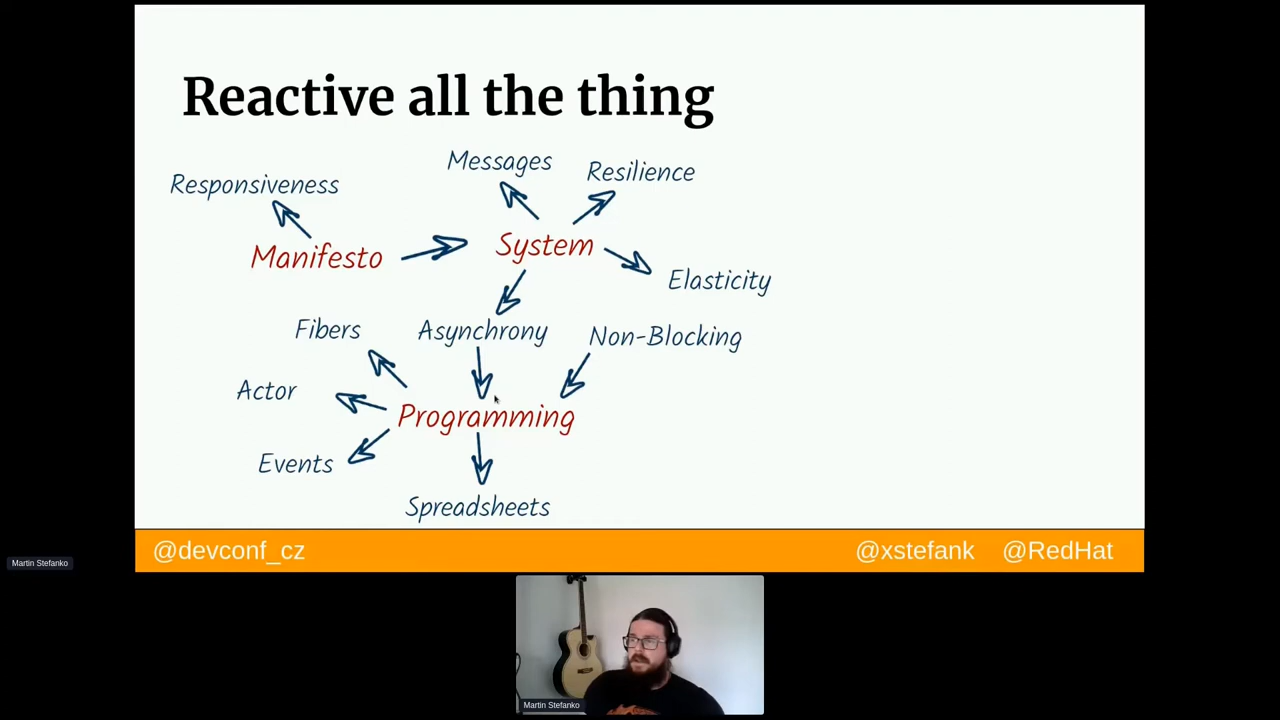 Reactive all the thing
Messages
Resilience
Responsiveness
Manifesto
System
Elasticity
Fibers
Asynchrony
Non-Blocking
Actor
Programming
Events
Spreadsheets
@devconf_cz
@xstefank @RedHat
Martin Stefanko
Martin Stefanko